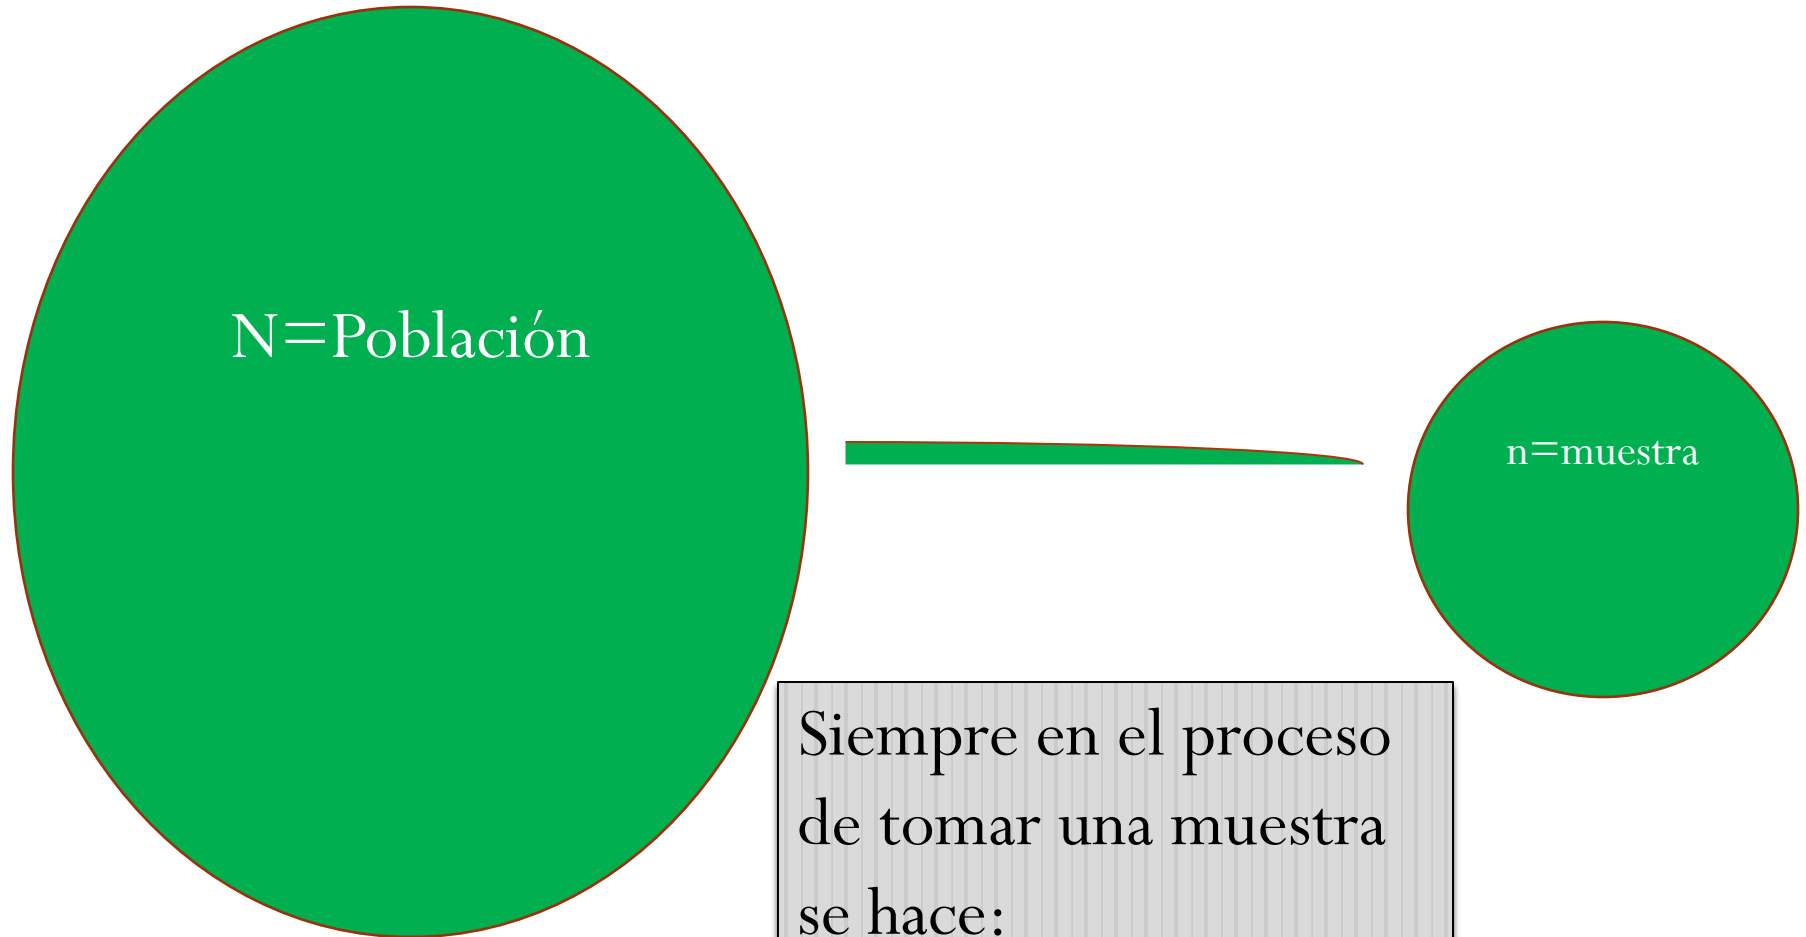 N=Población
n=muestra
Siempre en el proceso
de tomar una muestra
se hace: